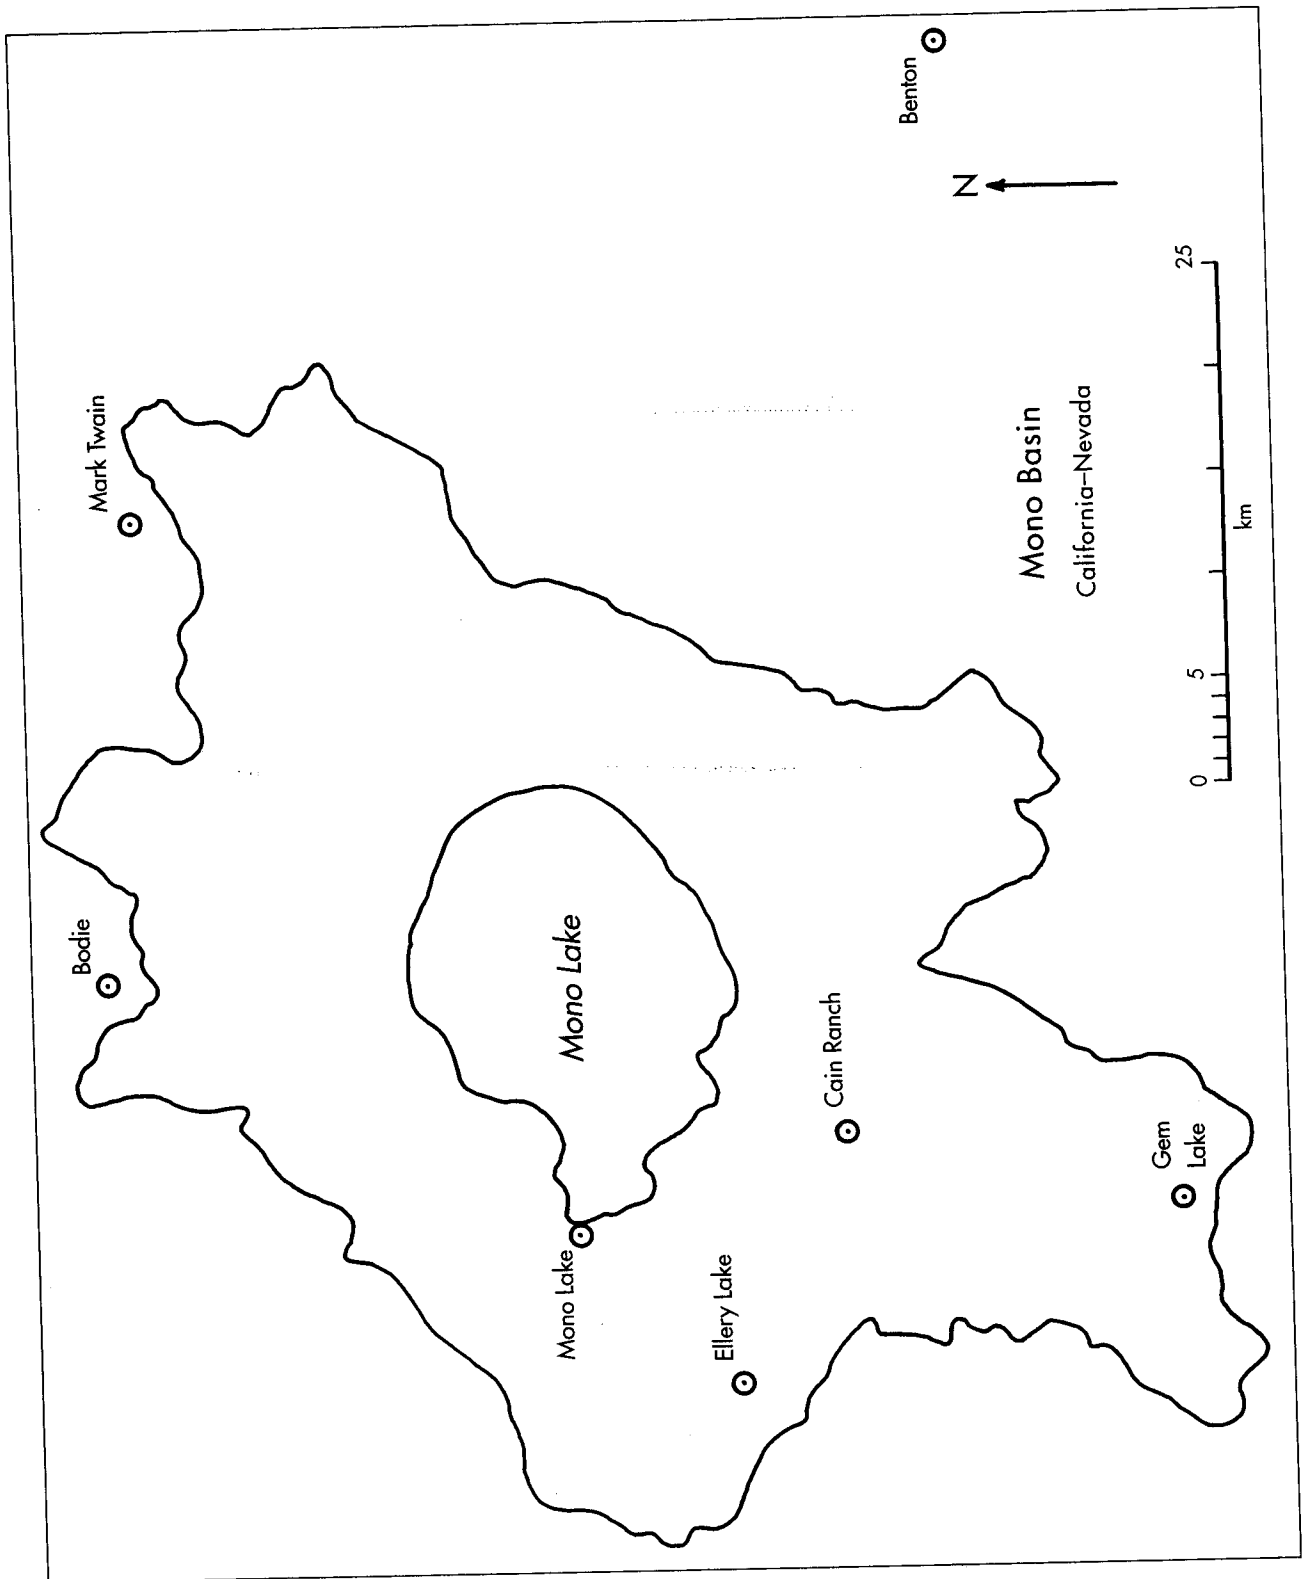 Bodie
Mark Twain
Mono Lake
Mono Lake
Ellery Lake
Cain Ranch
Gem
Lake
Benton
N
Mono Basin
California–Nevada
0
5
25
km